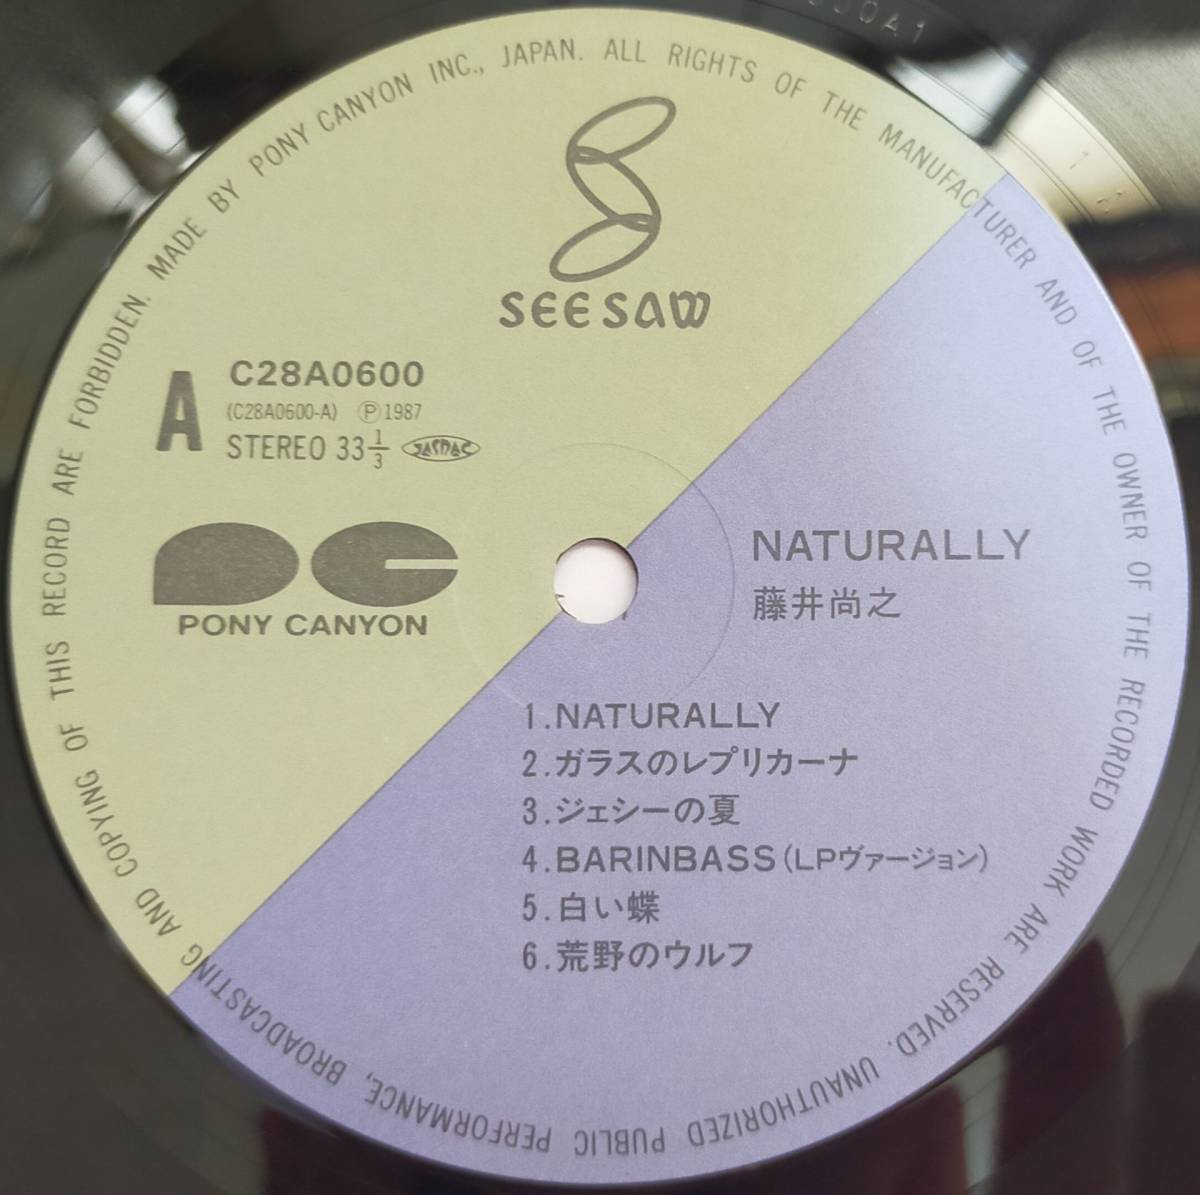 MADE BY PONY CANYON INC., JAPAN. ALL RIGHTS OF THE MANUFACTURER AND OF THE OWNER OF THE RECORDED WORK ARE RESERVED. UNAUTHORIZED PUBLIC PERFORMANCE, BROADCASTING AND COPYING OF THIS RECORD ARE FORBIDDEN.
SEE SAW
A
C28A0600
(C28A0600-A) Ⓟ1987
STEREO 33 1/3 JASRAC
PONY CANYON
NATURALLY
藤井尚之
1.NATURALLY
2.ガラスのレプリカーナ
3.ジェシーの夏
4.BARINBASS(LPヴァージョン)
5.白い蝶
6.荒野のウルフ